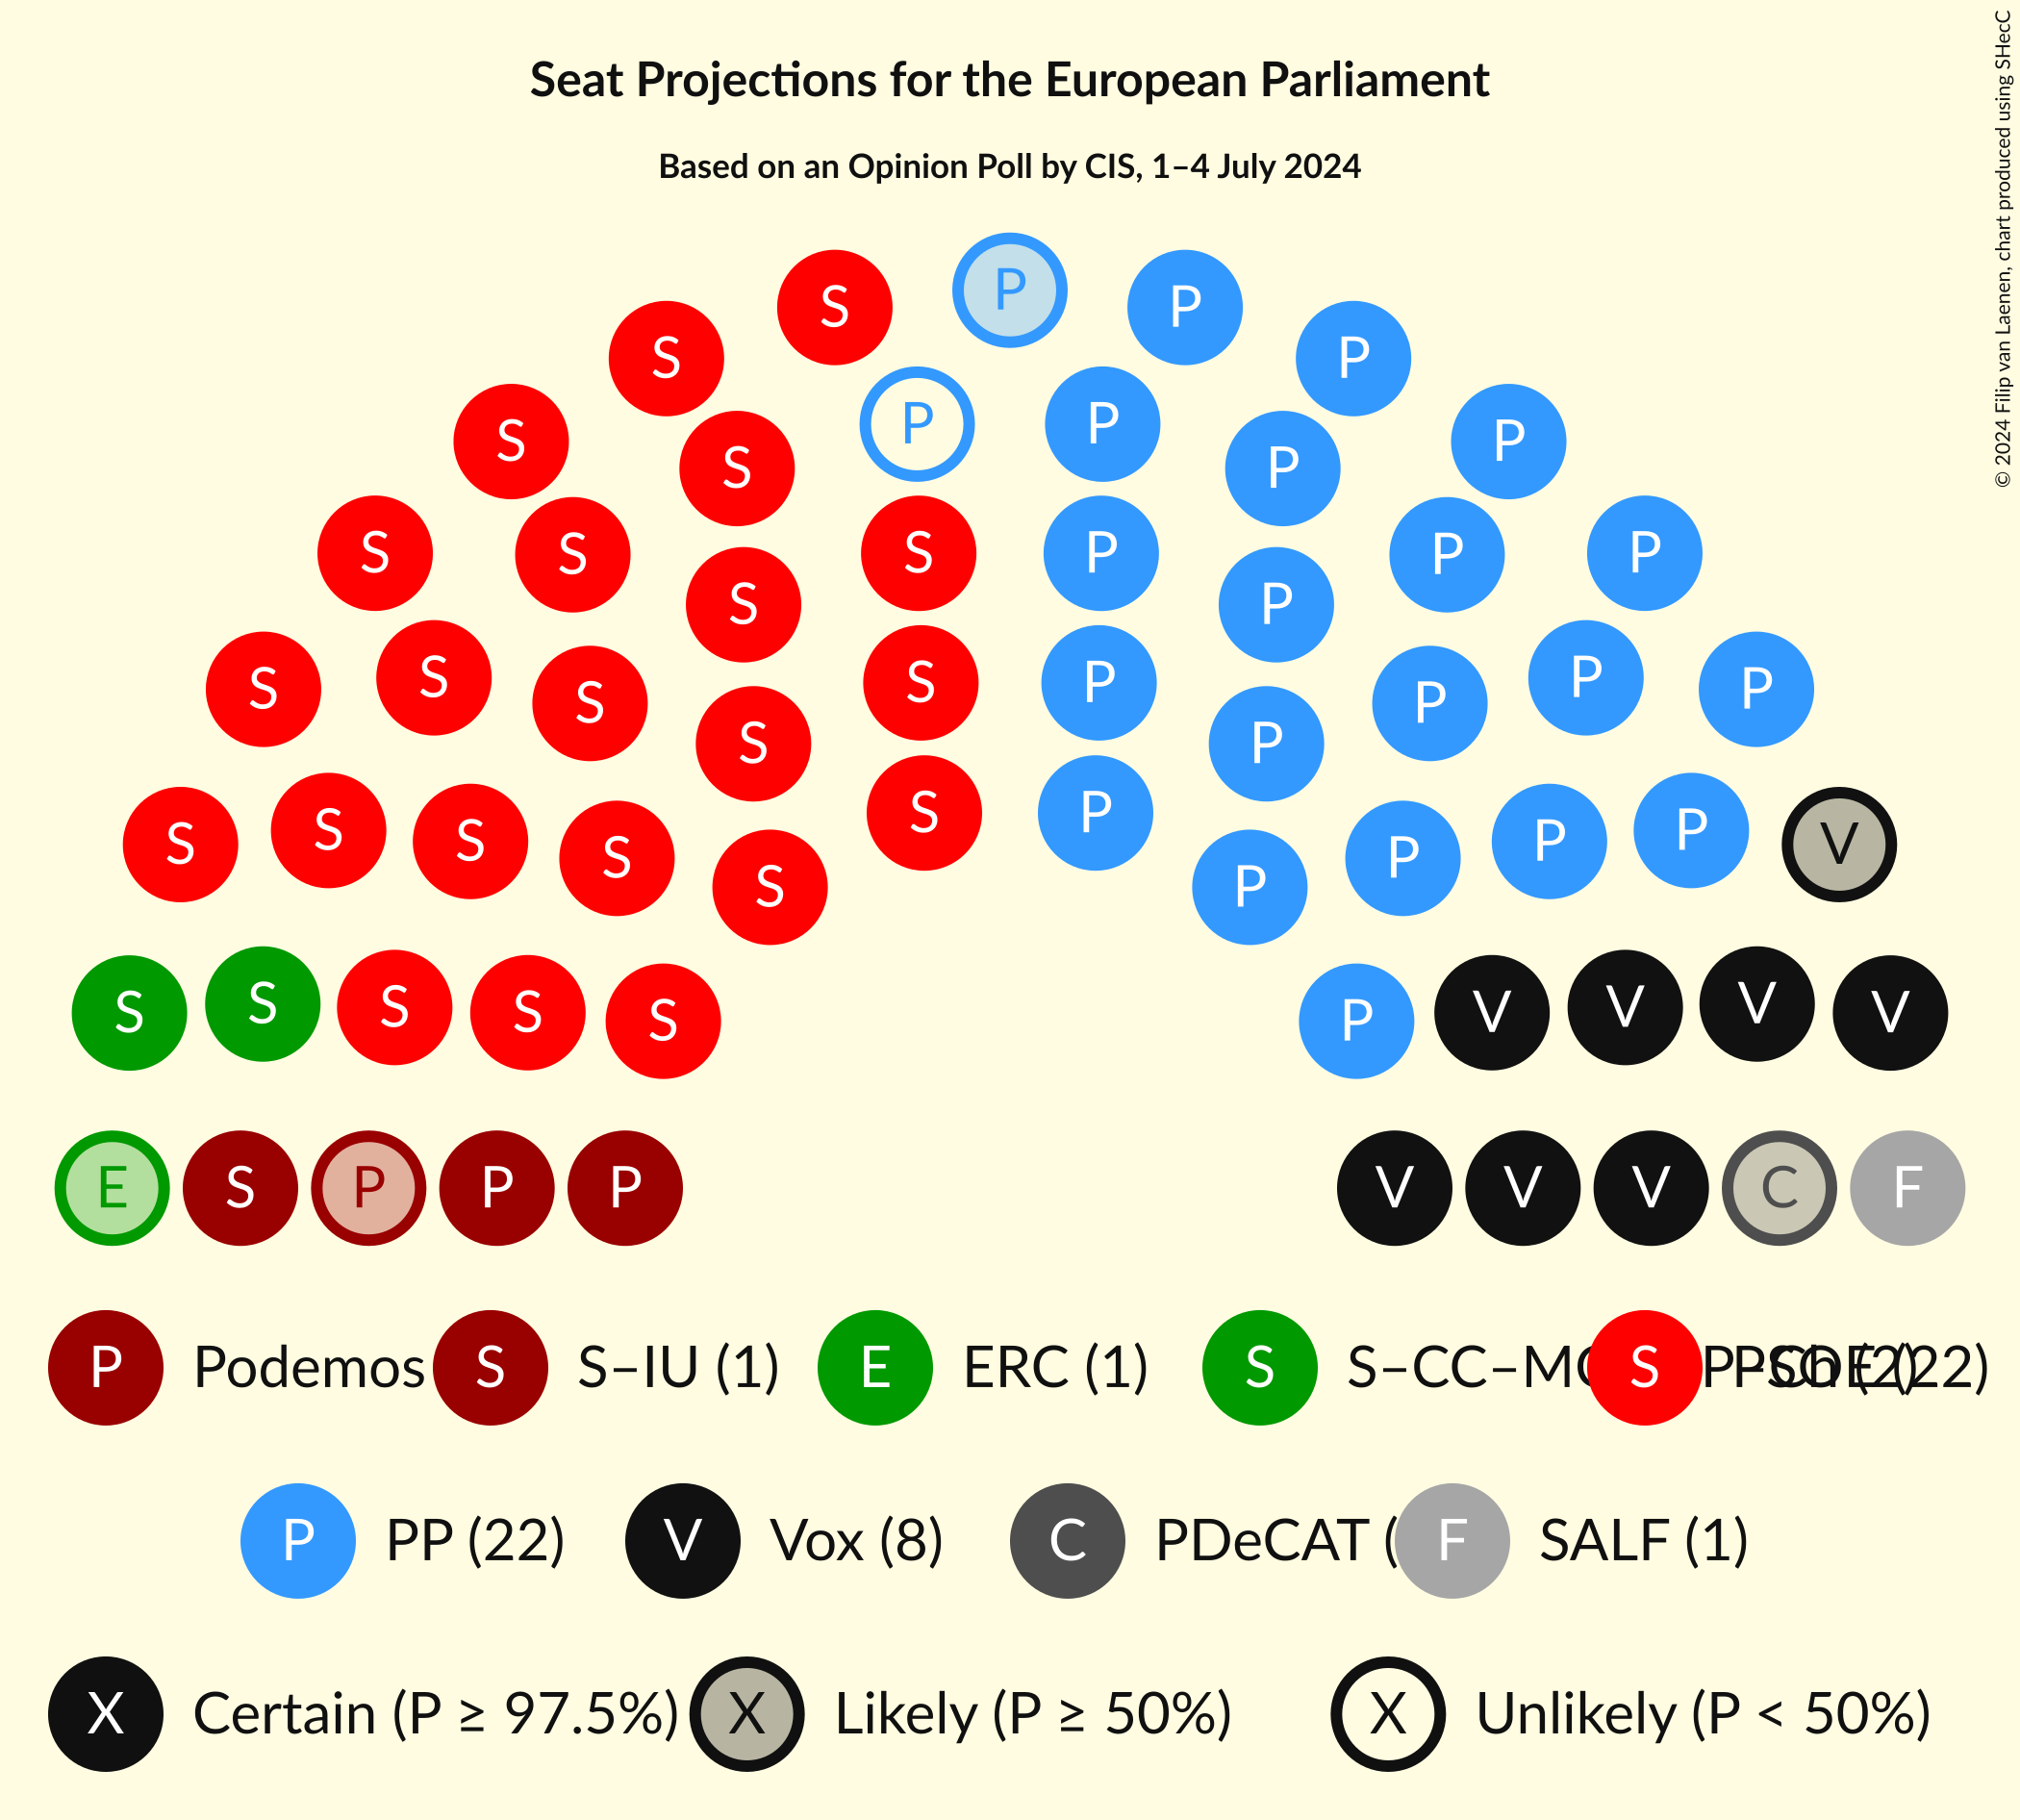 Seat Projections for the European Parliament
Based on an Opinion Poll by CIS, 1–4 July 2024
© 2024 Filip van Laenen, chart produced using SHecC
P
S P
S P
P P
S P
S P
S S S P P P
S P
S S S S P P P P
S P
S S S S S P P P P V
S P
S S S S S P V V V V
E S P P P V V V C F
P Podemos S S–IU (1) E ERC (1) S S–CC–M S PSOE (22)
P PP (22) V Vox (8) C PDeCAT ( F SALF (1)
X Certain (P ≥ 97.5%) X Likely (P ≥ 50%) X Unlikely (P < 50%)